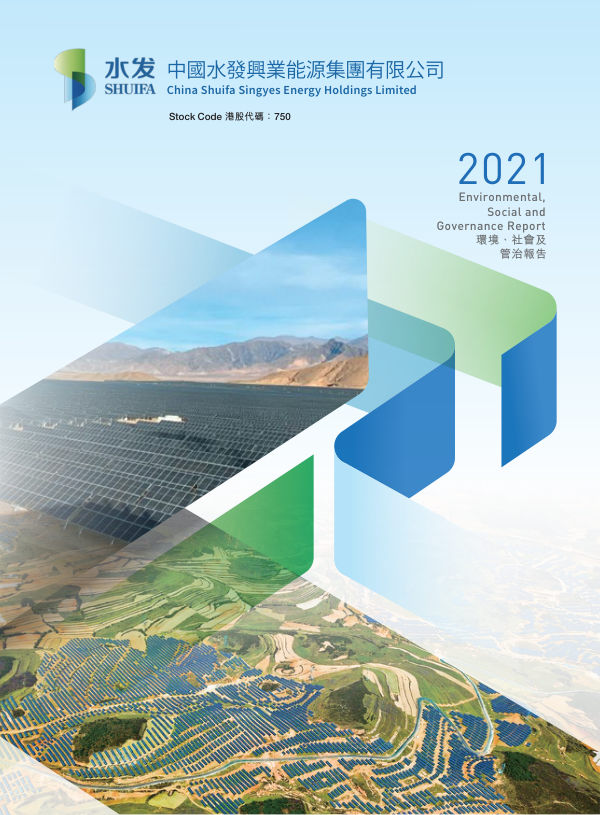 水发
SHUIFA
中國水發興業能源集團有限公司
China Shuifa Singyes Energy Holdings Limited
Stock Code 港股代碼：750
2021
Environmental,
Social and
Governance Report
環境、社會及
管治報告